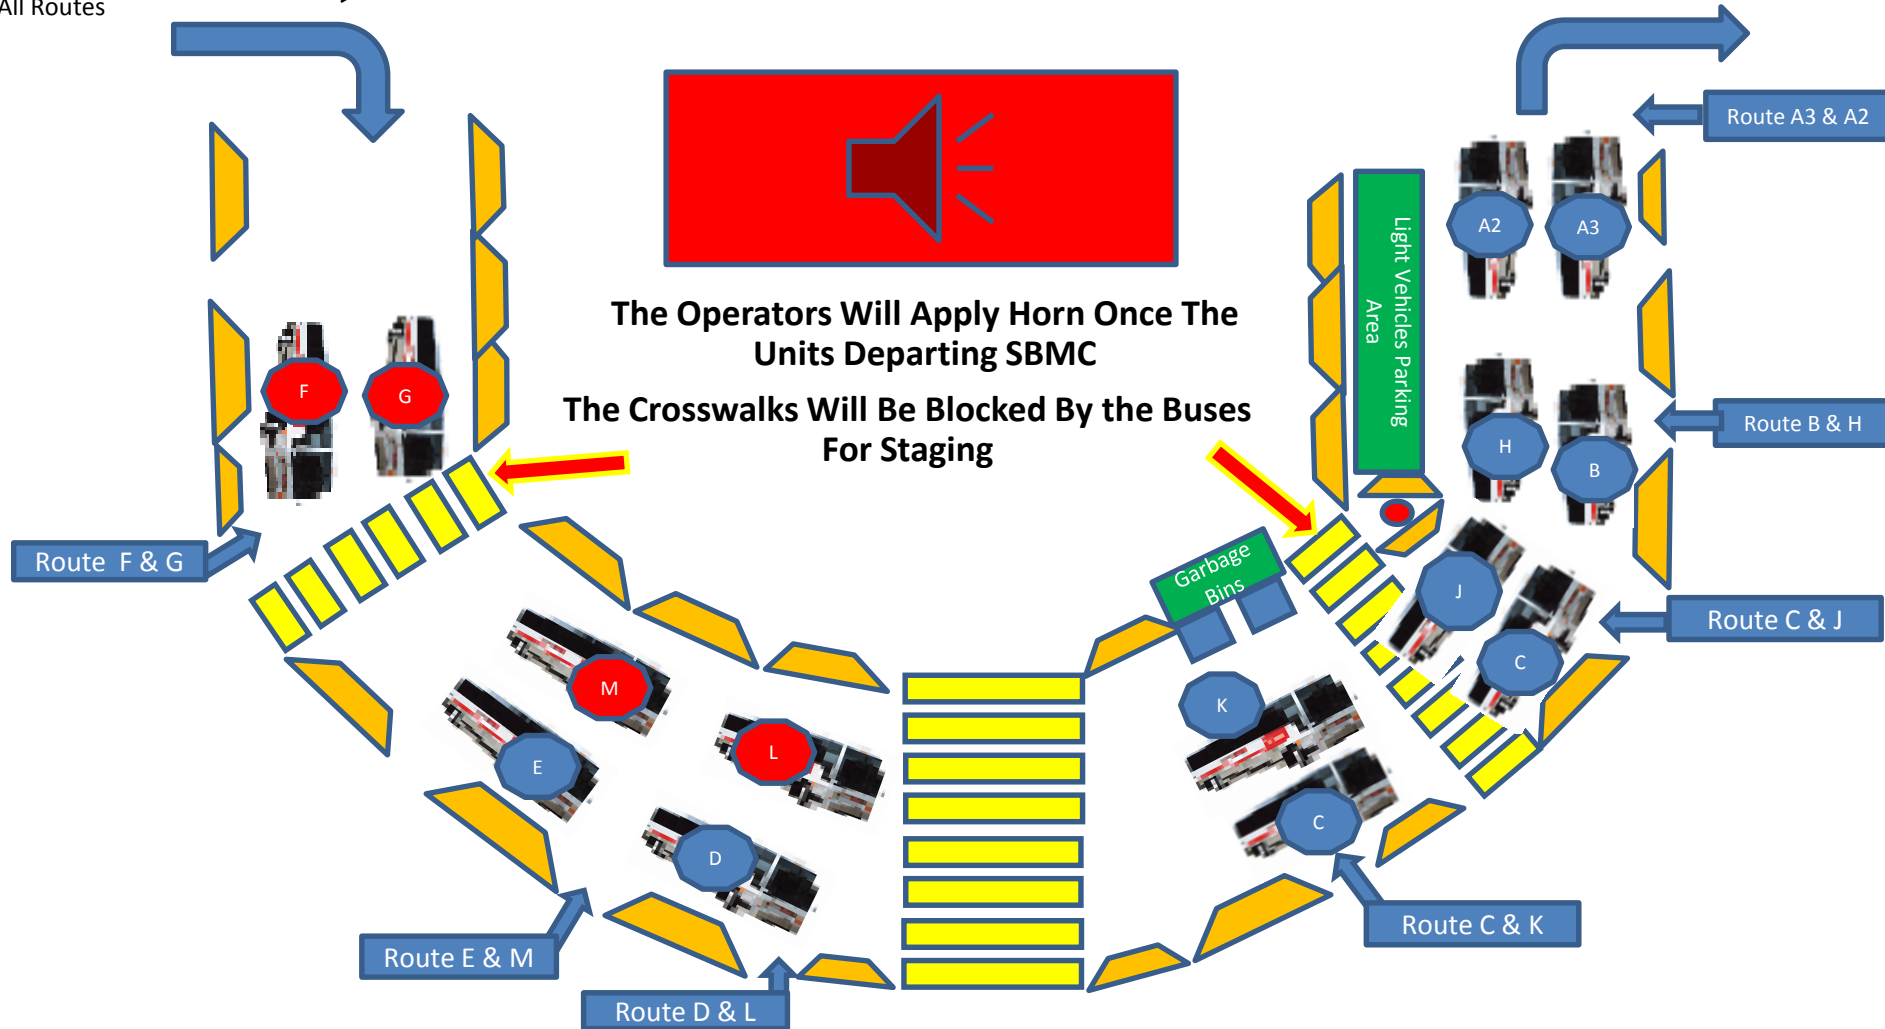 All Routes
Route A3 & A2
A2
A3
Light Vehicles Parking
Area
The Operators Will Apply Horn Once The
Units Departing SBMC
The Crosswalks Will Be Blocked By the Buses
For Staging
F
G
H
B
Route B & H
Route F & G
Garbage
Bins
J
C
Route C & J
M
E
L
D
K
C
Route C & K
Route E & M
Route D & L